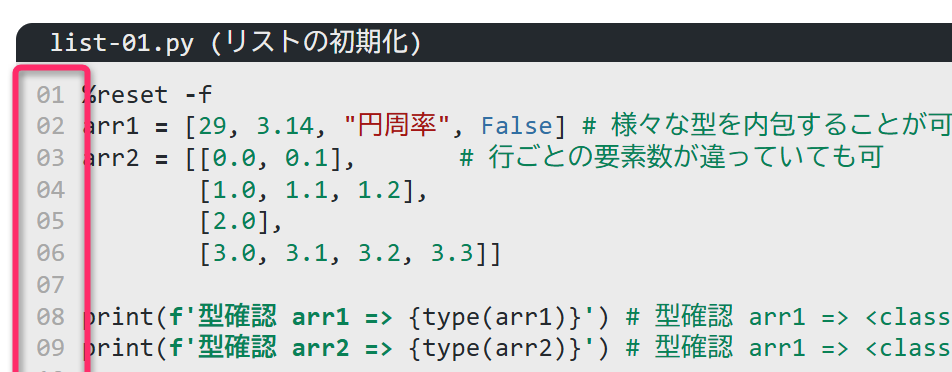 list-01.py (リストの初期化)
01 %reset -f
02 arr1 = [29, 3.14, "円周率", False] # 様々な型を内包することが可
03 arr2 = [[0.0, 0.1], # 行ごとの要素数が違っていても可
04 [1.0, 1.1, 1.2],
05 [2.0],
06 [3.0, 3.1, 3.2, 3.3]]
07
08 print(f'型確認 arr1 => {type(arr1)}') # 型確認 arr1 => <class
09 print(f'型確認 arr2 => {type(arr2)}') # 型確認 arr1 => <class